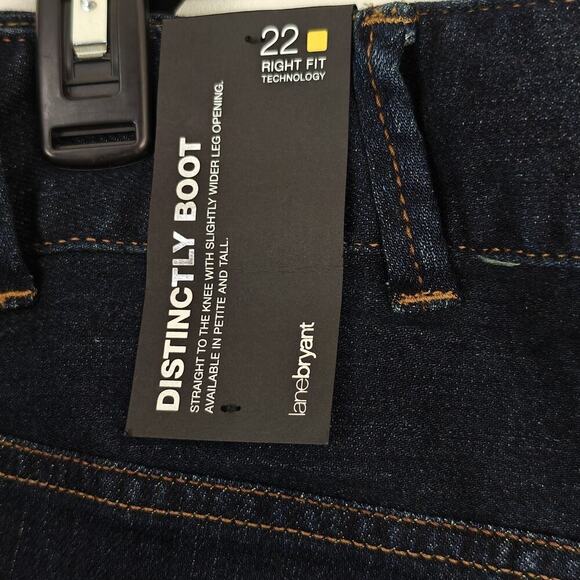 22
RIGHT FIT
TECHNOLOGY
DISTINCTLY BOOT
STRAIGHT TO THE KNEE WITH SLIGHTLY WIDER LEG OPENING.
AVAILABLE IN PETITE AND TALL.
lanebryant